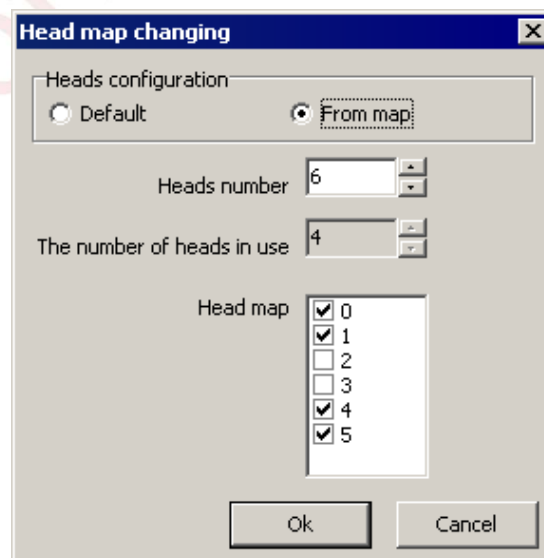 Head map changing
Heads configuration
Default
From map
Heads number 6
The number of heads in use 4
Head map
0
1
2
3
4
5
Ok
Cancel